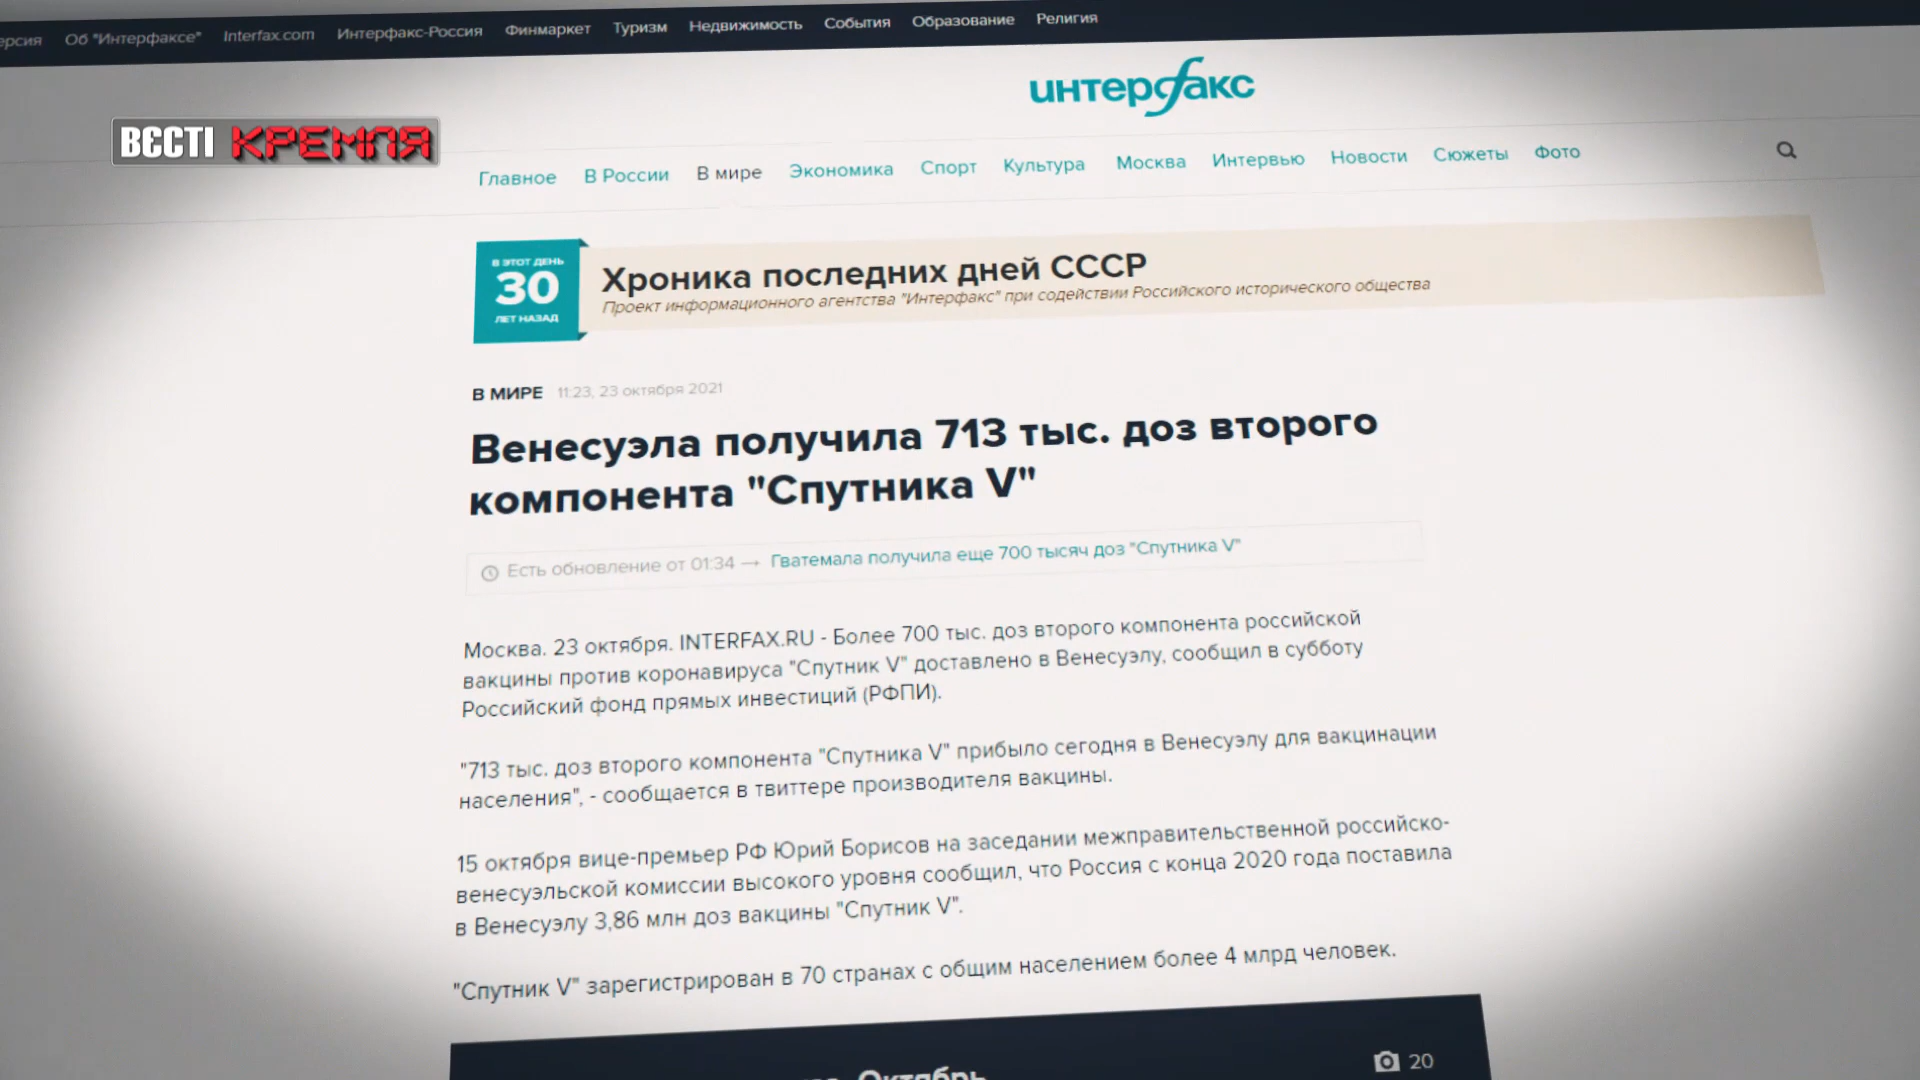 Об "Интерфаксе" Interfax.com Интерфакс-Россия Финмаркет Туризм Недвижимость События Образование Религия
интерфакс
ВЄСТІ КРЕМЛЯ
Главное В России В мире Экономика Спорт Культура Москва Интервью Новости Сюжеты Фото
В ЭТОТ ДЕНЬ
30
ЛЕТ НАЗАД
Хроника последних дней СССР
Проект информационного агентства "Интерфакс" при содействии Российского исторического общества
В МИРЕ 11:23, 23 октября 2021
Венесуэла получила 713 тыс. доз второго
компонента "Спутника V"
Есть обновление от 01:34 → Гватемала получила еще 700 тысяч доз "Спутника V"
Москва. 23 октября. INTERFAX.RU - Более 700 тыс. доз второго компонента российской
вакцины против коронавируса "Спутник V" доставлено в Венесуэлу, сообщил в субботу
Российский фонд прямых инвестиций (РФПИ).
"713 тыс. доз второго компонента "Спутника V" прибыло сегодня в Венесуэлу для вакцинации
населения", - сообщается в твиттере производителя вакцины.
15 октября вице-премьер РФ Юрий Борисов на заседании межправительственной российско-
венесуэльской комиссии высокого уровня сообщил, что Россия с конца 2020 года поставила
в Венесуэлу 3,86 млн доз вакцины "Спутник V".
"Спутник V" зарегистрирован в 70 странах с общим населением более 4 млрд человек.
Октябрь
20